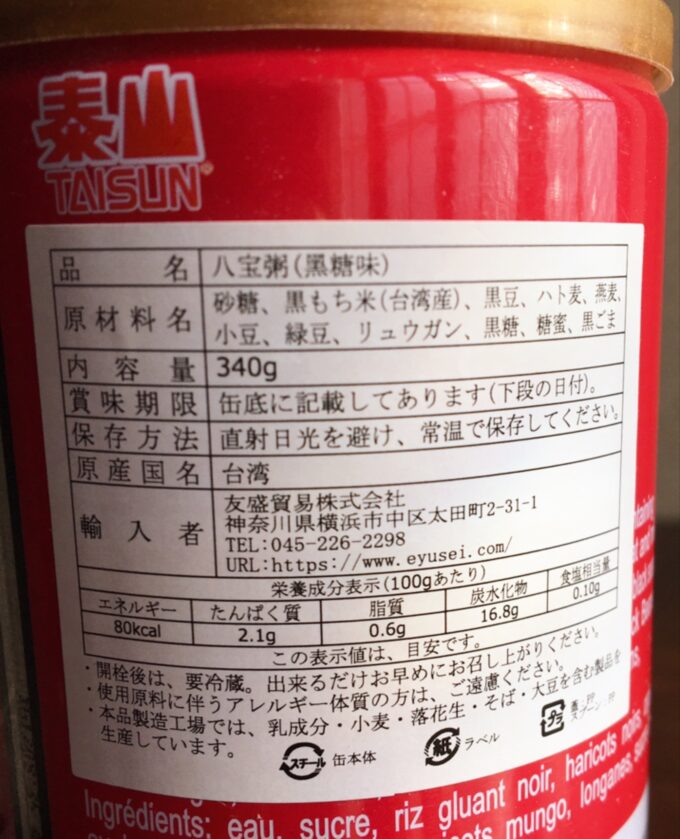 泰山
TAISUN
品名 八宝粥(黒糖味)
原材料名 砂糖、黒もち米(台湾産)、黒豆、ハト麦、燕麦、
小豆、緑豆、リュウガン、黒糖、糖蜜、黒ごま
内容量 340g
賞味期限 缶底に記載してあります(下段の日付)。
保存方法 直射日光を避け、常温で保存してください。
原産国名 台湾
輸入者 友盛貿易株式会社
神奈川県横浜市中区太田町2-31-1
TEL:045-226-2298
URL:https://www.eyusei.com/
栄養成分表示(100gあたり)
エネルギー たんぱく質 脂質 炭水化物 食塩相当量
80kcal 2.1g 0.6g 16.8g 0.10g
この表示値は、目安です。
・開栓後は、要冷蔵。出来るだけお早めにお召し上がりください。
・使用原料に伴うアレルギー体質の方は、ご遠慮ください。
・本品製造工場では、乳成分・小麦・落花生・そば・大豆を含む製品を
生産しています。
スチール 缶本体
紙 ラベル
プラ
Ingrédients: eau, sucre, riz gluant noir, haricots noirs,
mungo, longanes,